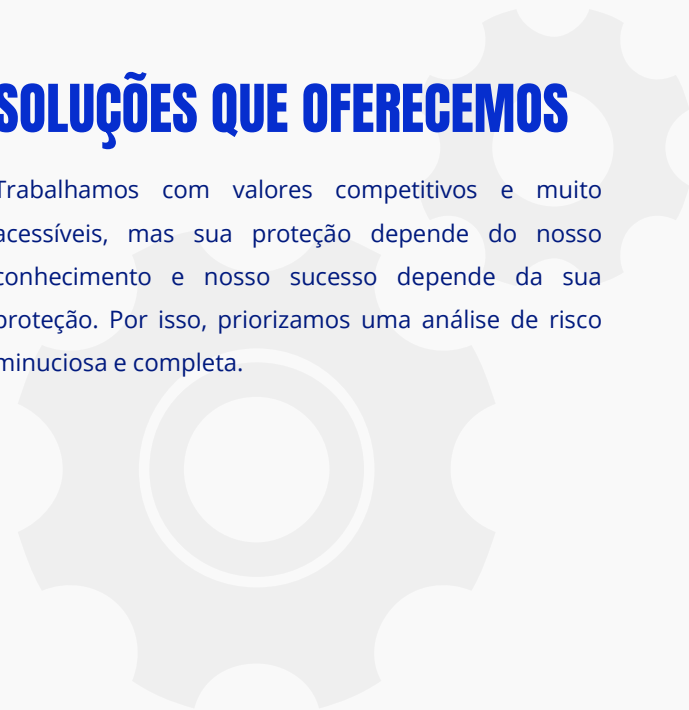 SOLUÇÕES QUE OFERECEMOS
Trabalhamos com valores competitivos e muito
acessíveis, mas sua proteção depende do nosso
conhecimento e nosso sucesso depende da sua
proteção. Por isso, priorizamos uma análise de risco
minuciosa e completa.